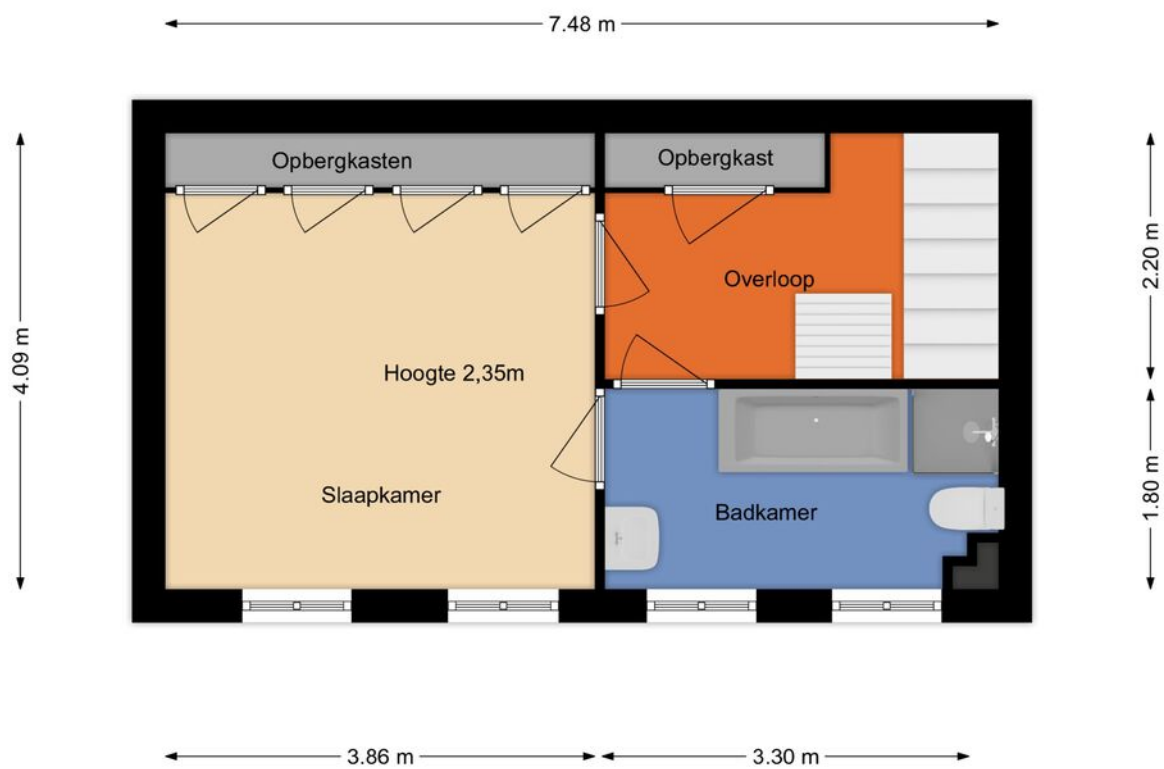 7.48 m
Opbergkasten
Opbergkast
Overloop
2.20 m
4.09 m
Hoogte 2,35m
Slaapkamer
Badkamer
1.80 m
3.86 m
3.30 m